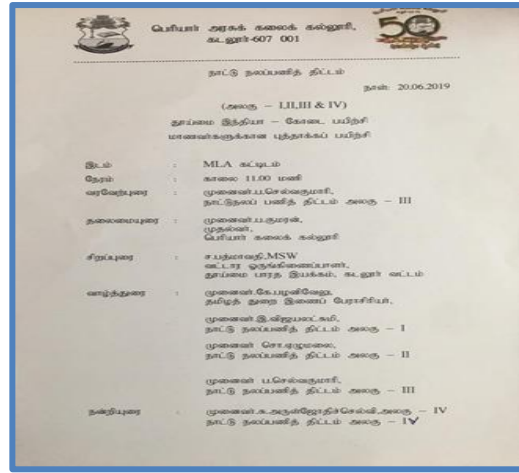 பெரியார் அரசுக் கலைக் கல்லூரி,
கடலூர்-607 001
50
நாட்டு நலப்பணித் திட்டம்
நாள்: 20.06.2019
(அலகு – I,II,III & IV)
தூய்மை இந்தியா – கோடை பயிற்சி
மாணவர்களுக்கான புத்தாக்கப் பயிற்சி
இடம் : MLA கட்டிடம்
நேரம் : காலை 11.00 மணி
வரவேற்புரை : முனைவர்.ப.செல்வகுமாரி,
நாட்டுநலப் பணித் திட்டம் அலகு – III
தலைமையுரை : முனைவர்.ப.குமரன்,
முதல்வர்,
பெரியார் கலைக் கல்லூரி
சிறப்புரை : ச.பத்மாவதி,MSW
வட்டார ஒருங்கிணைப்பாளர்,
தூய்மை பாரத இயக்கம், கடலூர் வட்டம்
வாழ்த்துரை : முனைவர்.கே.பழனிவேலு,
தமிழத் துறை இணைப் பேராசிரியர்,
முனைவர்.இ.விஜயலட்சுமி,
நாட்டு நலப்பணித் திட்டம் அலகு – I
முனைவர் சொ.ஏழுமலை,
நாட்டு நலப்பணித் திட்டம் அலகு – II
முனைவர் ப.செல்வகுமாரி,
நாட்டு நலப்பணித் திட்டம் அலகு – III
நன்றியுரை : முனைவர்.சு.அருள்ஜோதிச்செல்வி,அலகு – IV
நாட்டு நலப்பணித் திட்டம் அலகு – IV